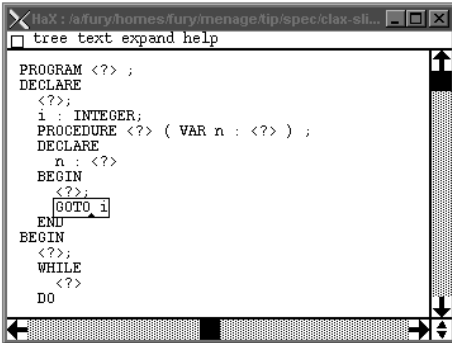 HaX : /a/fury/homes/fury/menage/tip/spec/clax-sli...
tree text expand help
PROGRAM <?> ;
DECLARE
<?>;
i : INTEGER;
PROCEDURE <?> ( VAR n : <?> ) ;
DECLARE
n : <?>
BEGIN
<?>;
GOTO i
END
BEGIN
<?>;
WHILE
<?>
DO